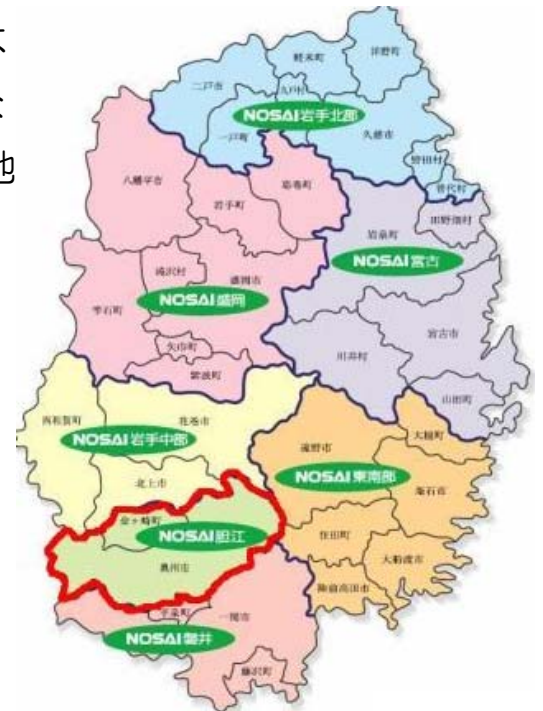 地
軽米町
洋野町
二戸市
九戸村
NOSAI岩手北部
一戸町
久慈市
野田村
普代村
八幡平市
葛巻町
岩手町
田野畑村
岩泉町
NOSAI宮古
滝沢村
盛岡市
NOSAI盛岡
雫石町
宮古市
矢巾町
川井村
紫波町
山田町
西和賀町
花巻市
大槌町
NOSAI岩手中部
遠野市
NOSAI東南部
北上市
釜石市
金ヶ崎町
NOSAI胆江
住田町
奥州市
大船渡市
陸前高田市
平泉町
一関市
NOSAI磐井
藤沢町